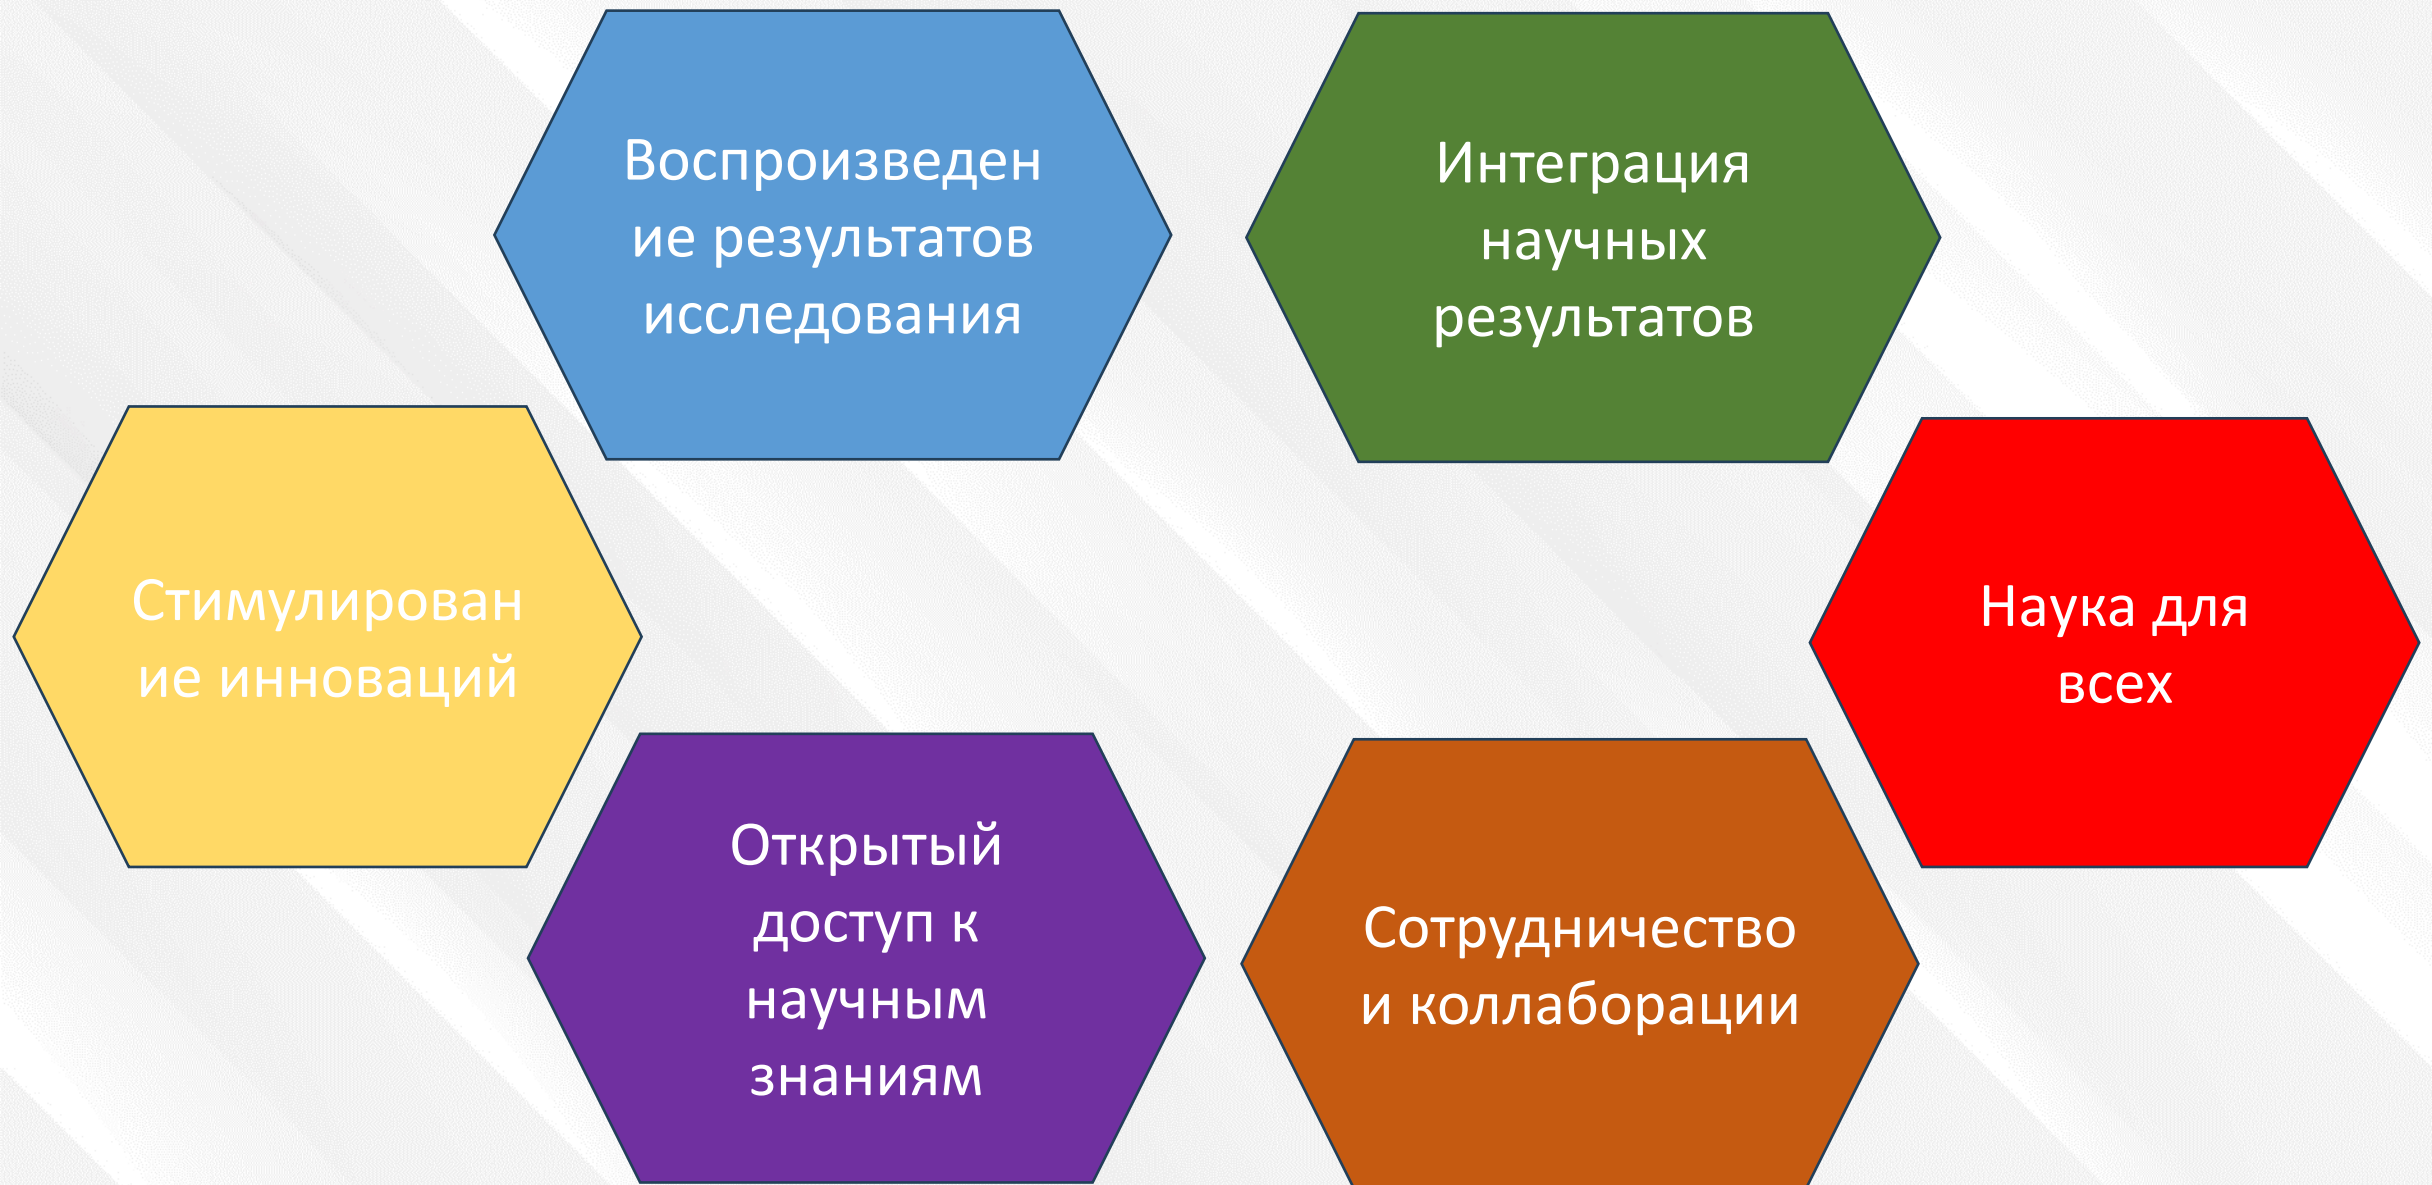 Воспроизведен
ие результатов
исследования
Интеграция
научных
результатов
Стимулирован
ие инноваций
Наука для
всех
Открытый
доступ к
научным
знаниям
Сотрудничество
и коллаборации